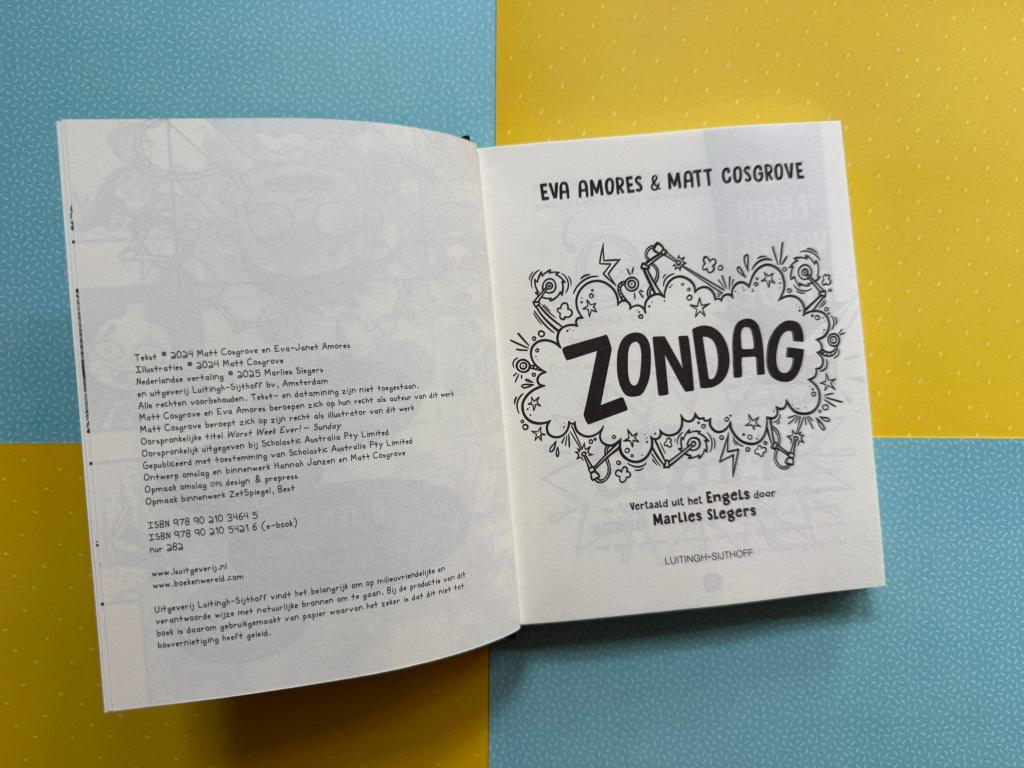 Tekst © 2024 Matt Cosgrove en Eva-Janet Amores
Illustraties © 2024 Matt Cosgrove
Nederlandse vertaling © 2025 Marlies Slegers
en uitgeverij Luitingh-Sijthoff bv, Amsterdam
Alle rechten voorbehouden. Tekst- en datamining zijn niet toegestaan.
Matt Cosgrove en Eva Amores beroepen zich op hun recht als auteur van dit werk
Matt Cosgrove beroept zich op zijn recht als illustrator van dit werk
Oorspronkelijke titel Worst Week Ever! – Sunday
Oorspronkelijk uitgegeven bij Scholastic Australia Pty Limited
Gepubliceerd met toestemming van Scholastic Australia Pty Limited
Ontwerp omslag en binnenwerk Hannah Janzen en Matt Cosgrove
Opmaak omslag DPS design & prepress
Opmaak binnenwerk ZetSpiegel, Best
ISBN 978 90 210 3464 5
ISBN 978 90 210 5421 6 (e-book)
nur 282
www.lsuitgeverij.nl
www.boekenwereld.com
Uitgeverij Luitingh-Sijthoff vindt het belangrijk om op milieuvriendelijke en
verantwoorde wijze met natuurlijke bronnen om te gaan. Bij de productie van dit
boek is daarom gebruikgemaakt van papier waarvan het zeker is dat dit niet tot
bosvernietiging heeft geleid.
EVA AMORES & MATT COSGROVE
ZONDAG
Vertaald uit het Engels door
Marlies Slegers
LUITINGH-SIJTHOFF